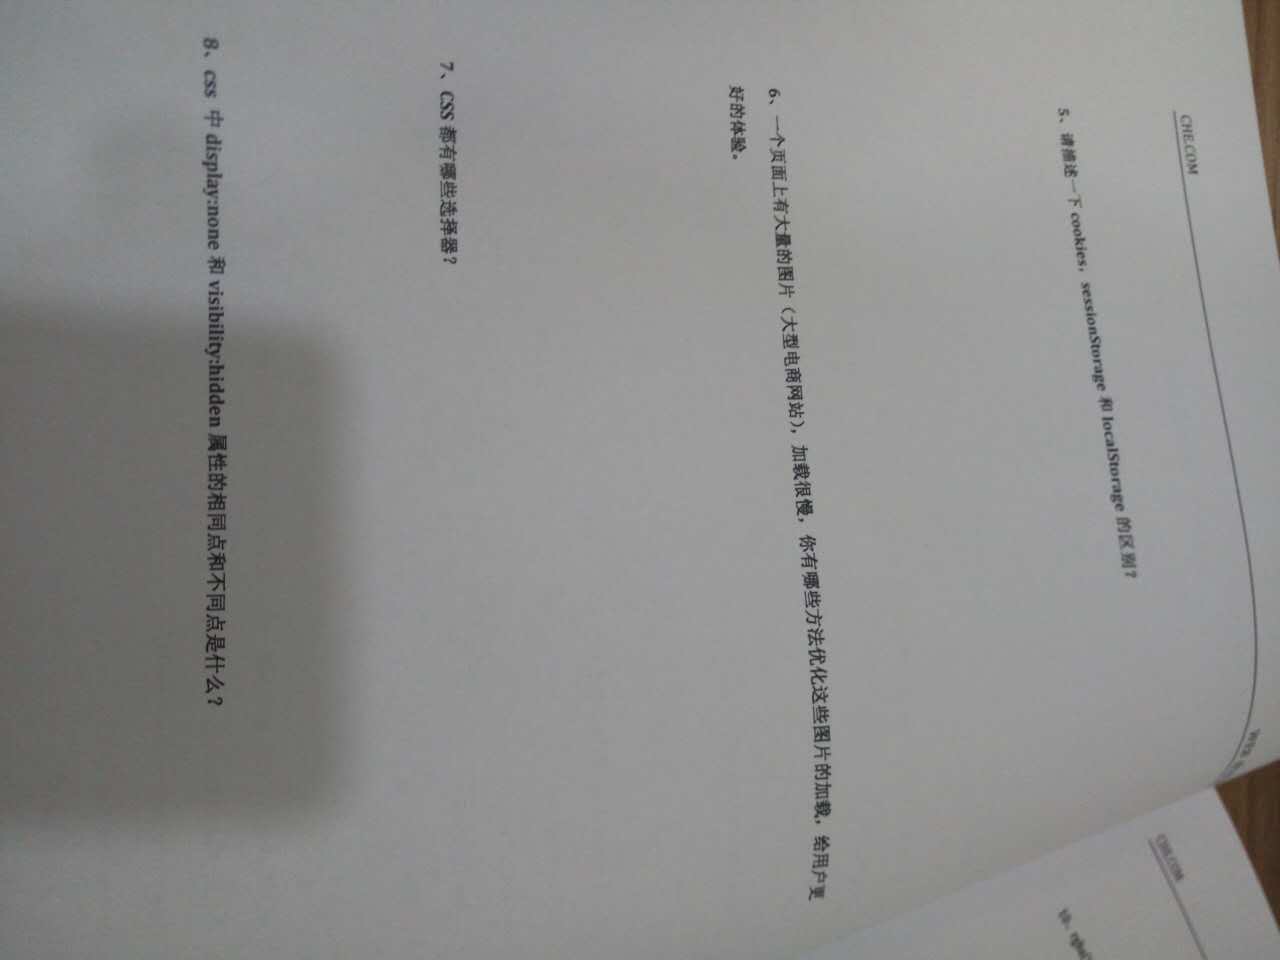 CHE.COM
5、请描述一下 cookies，sessionStorage 和 localStorage 的区别？
6、一个页面上有大量的图片（大型电商网站），加载很慢，你有哪些方法优化这些图片的加载，给用户更
好的体验。
7、CSS 都有哪些选择器？
8、css 中 display:none 和 visibility:hidden 属性的相同点和不同点是什么？
CHE.COM